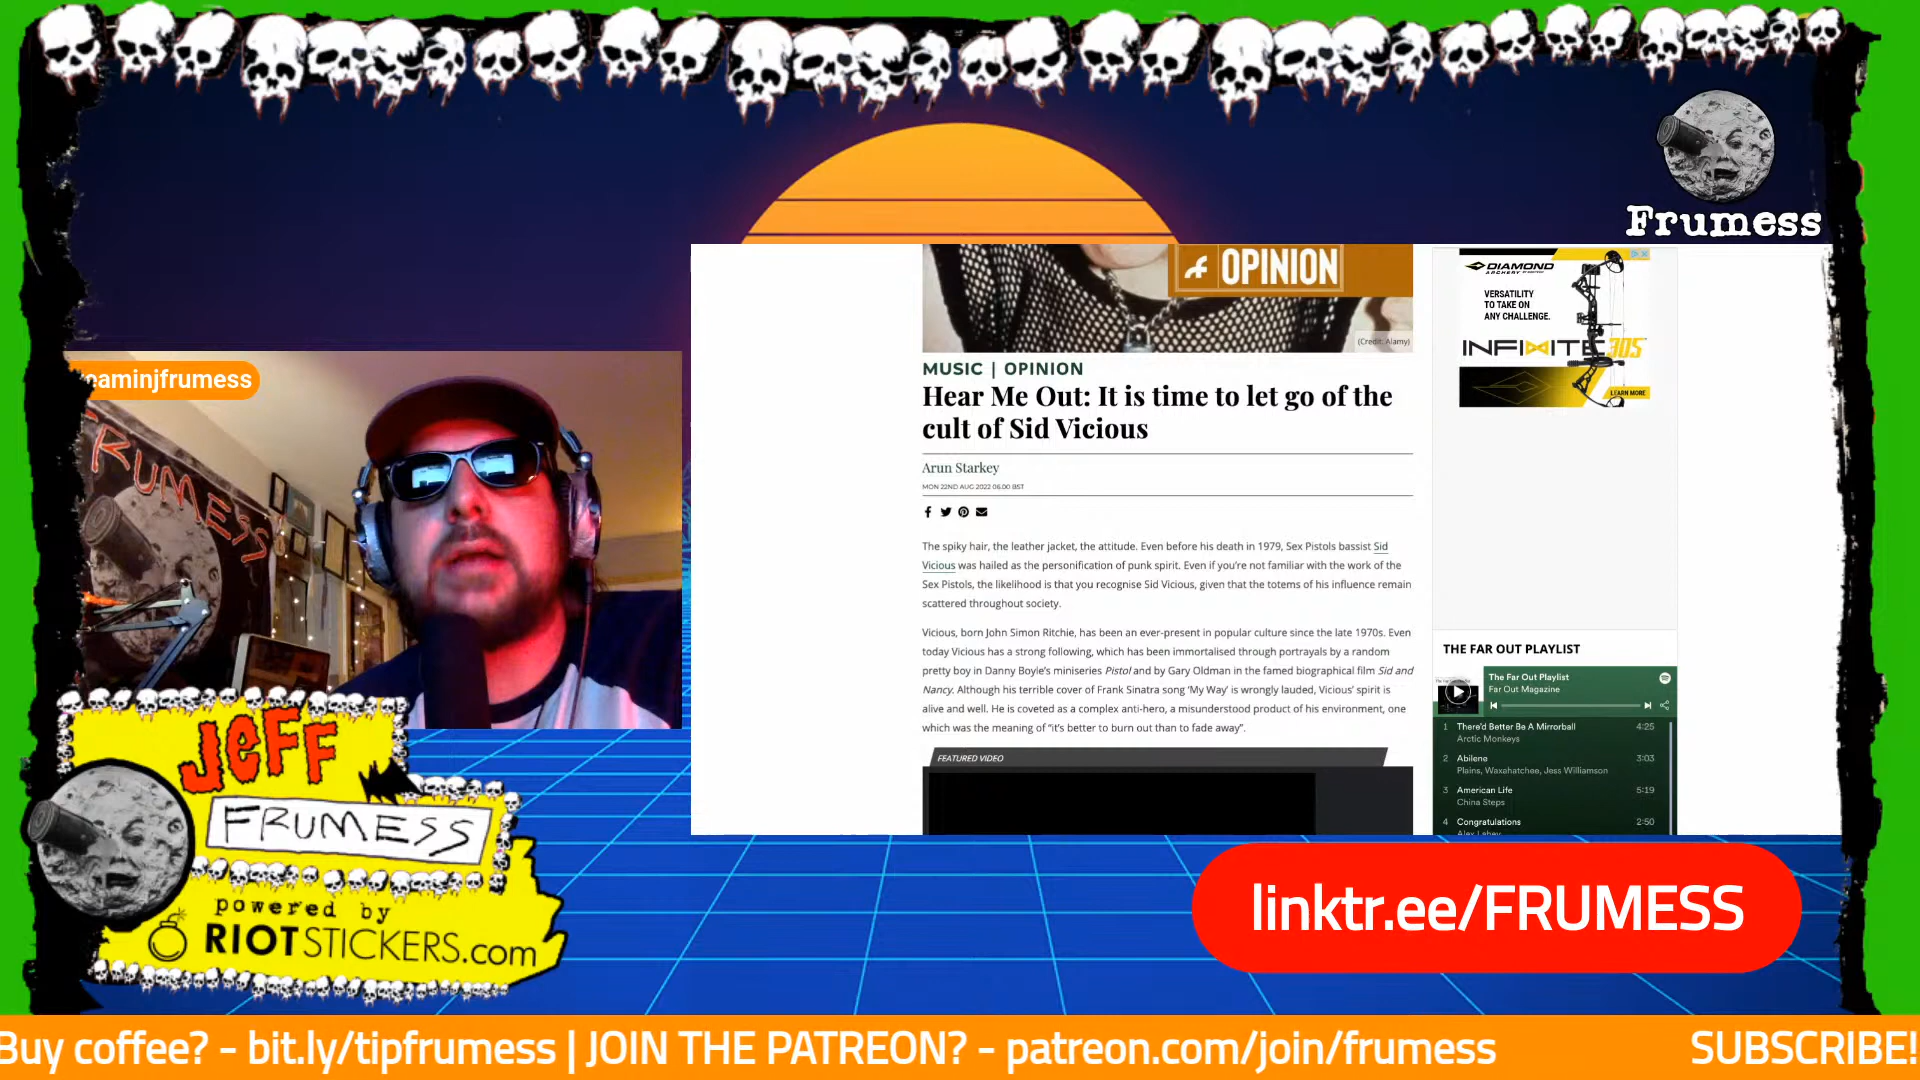 Frumess
OPINION
(Credit: Alamy)
DIAMOND
ARCHERY
VERSATILITY
TO TAKE ON
ANY CHALLENGE.
INFINITE 305
LEARN MORE
eaminjfrumess
FRUMESS
MUSIC | OPINION
Hear Me Out: It is time to let go of the
cult of Sid Vicious
Arun Starkey
MON 22ND AUG 2022 06.00 BST
The spiky hair, the leather jacket, the attitude. Even before his death in 1979, Sex Pistols bassist Sid
Vicious was hailed as the personification of punk spirit. Even if you're not familiar with the work of the
Sex Pistols, the likelihood is that you recognise Sid Vicious, given that the totems of his influence remain
scattered throughout society.
Vicious, born John Simon Ritchie, has been an ever-present in popular culture since the late 1970s. Even
today Vicious has a strong following, which has been immortalised through portrayals by a random
pretty boy in Danny Boyle's miniseries Pistol and by Gary Oldman in the famed biographical film Sid and
Nancy. Although his terrible cover of Frank Sinatra song 'My Way' is wrongly lauded, Vicious' spirit is
alive and well. He is coveted as a complex anti-hero, a misunderstood product of his environment, one
which was the meaning of "it's better to burn out than to fade away".
FEATURED VIDEO
THE FAR OUT PLAYLIST
The Far Out Playlist
Far Out Magazine
1 There'd Better Be A Mirrorball 4:25
Arctic Monkeys
2 Abilene 3:03
Plains, Waxahatchee, Jess Williamson
3 American Life 5:19
China Steps
4 Congratulations 2:50
Alex Lahey
JEFF
FRUMESS
powered by
RIOTSTICKERS.com
linktr.ee/FRUMESS
Buy coffee? - bit.ly/tipfrumess | JOIN THE PATREON? - patreon.com/join/frumess SUBSCRIBE!